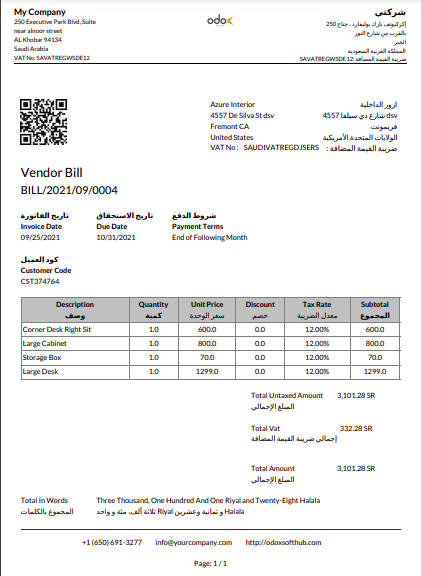 My Company
250 Executive Park Blvd, Suite
near alnoor street
AL Khobar 94134
Saudi Arabia
VAT No: SAVATREGWSDE12
odox
شركتي
إكزكيوتف بارك بوليفارد، جناح 250
بالقرب من شارع النور
الخبر
المملكة العربية السعودية
ضريبة القيمة المضافة: SAVATREGWSDE12
Azure Interior
4557 De Silva St dsv
Fremont CA
United States
VAT No : SAUDIVATREGDJSERS
ازور الداخلية
4557 شارع دي سيلفا dsv
فريمونت
الولايات المتحدة الأمريكية
ضريبة القيمة المضافة :
Vendor Bill
BILL/2021/09/0004
تاريخ الفاتورة تاريخ الاستحقاق شروط الدفع
Invoice Date Due Date Payment Terms
09/25/2021 10/31/2021 End of Following Month
كود العميل
Customer Code
CST374764
Description Quantity Unit Price Discount Tax Rate Subtotal
وصف كمية سعر الوحدة خصم معدل الضريبة المجموع
Corner Desk Right Sit 1.0 600.0 0.0 12.00% 600.0
Large Cabinet 1.0 800.0 0.0 12.00% 800.0
Storage Box 1.0 70.0 0.0 12.00% 70.0
Large Desk 1.0 1299.0 0.0 12.00% 1299.0
Total Untaxed Amount 3,101.28 SR
المبلغ الإجمالي
Total Vat 332.28 SR
إجمالي ضريبة القيمة المضافة
Total Amount 3,101.28 SR
المبلغ الإجمالي
Total In Words Three Thousand, One Hundred And One Riyal and Twenty-Eight Halala
المجموع بالكلمات ثلاثة ألف، مئة و واحد Riyal و ثمانية وعشرين Halala
+1 (650) 691-3277 info@yourcompany.com http://odoxsofthub.com
Page: 1 / 1